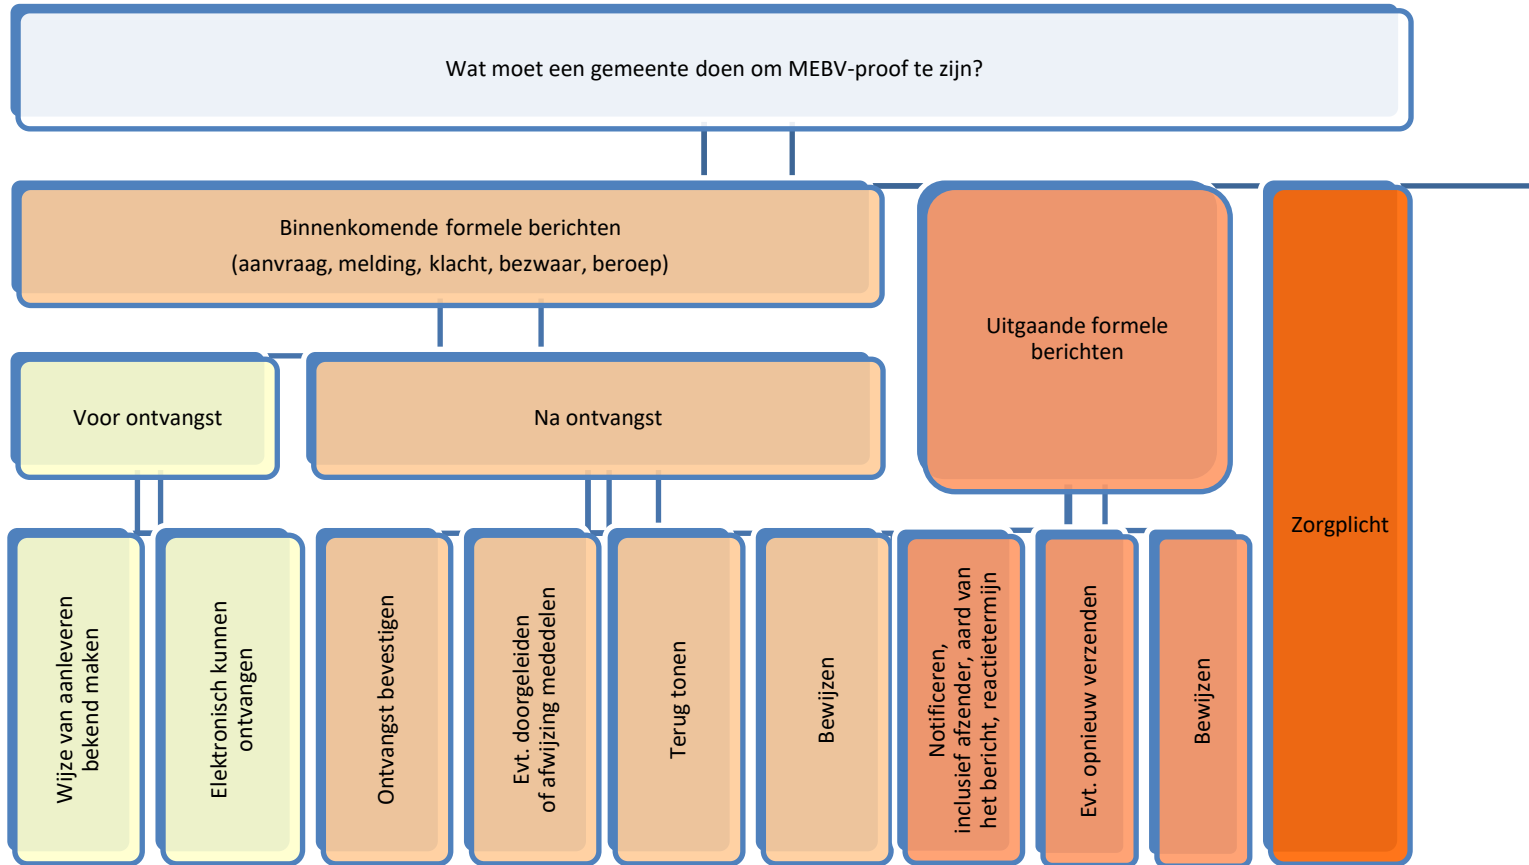 Wat moet een gemeente doen om MEBV-proof te zijn?
Binnenkomende formele berichten
(aanvraag, melding, klacht, bezwaar, beroep)
Uitgaande formele
berichten
Zorgplicht
Voor ontvangst
Na ontvangst
Wijze van aanleveren
bekend maken
Elektronisch kunnen
ontvangen
Ontvangst bevestigen
Evt. doorgeleiden
of afwijzing mededelen
Terug tonen
Bewijzen
Notificeren,
inclusief afzender, aard van
het bericht, reactietermijn
Evt. opnieuw verzenden
Bewijzen